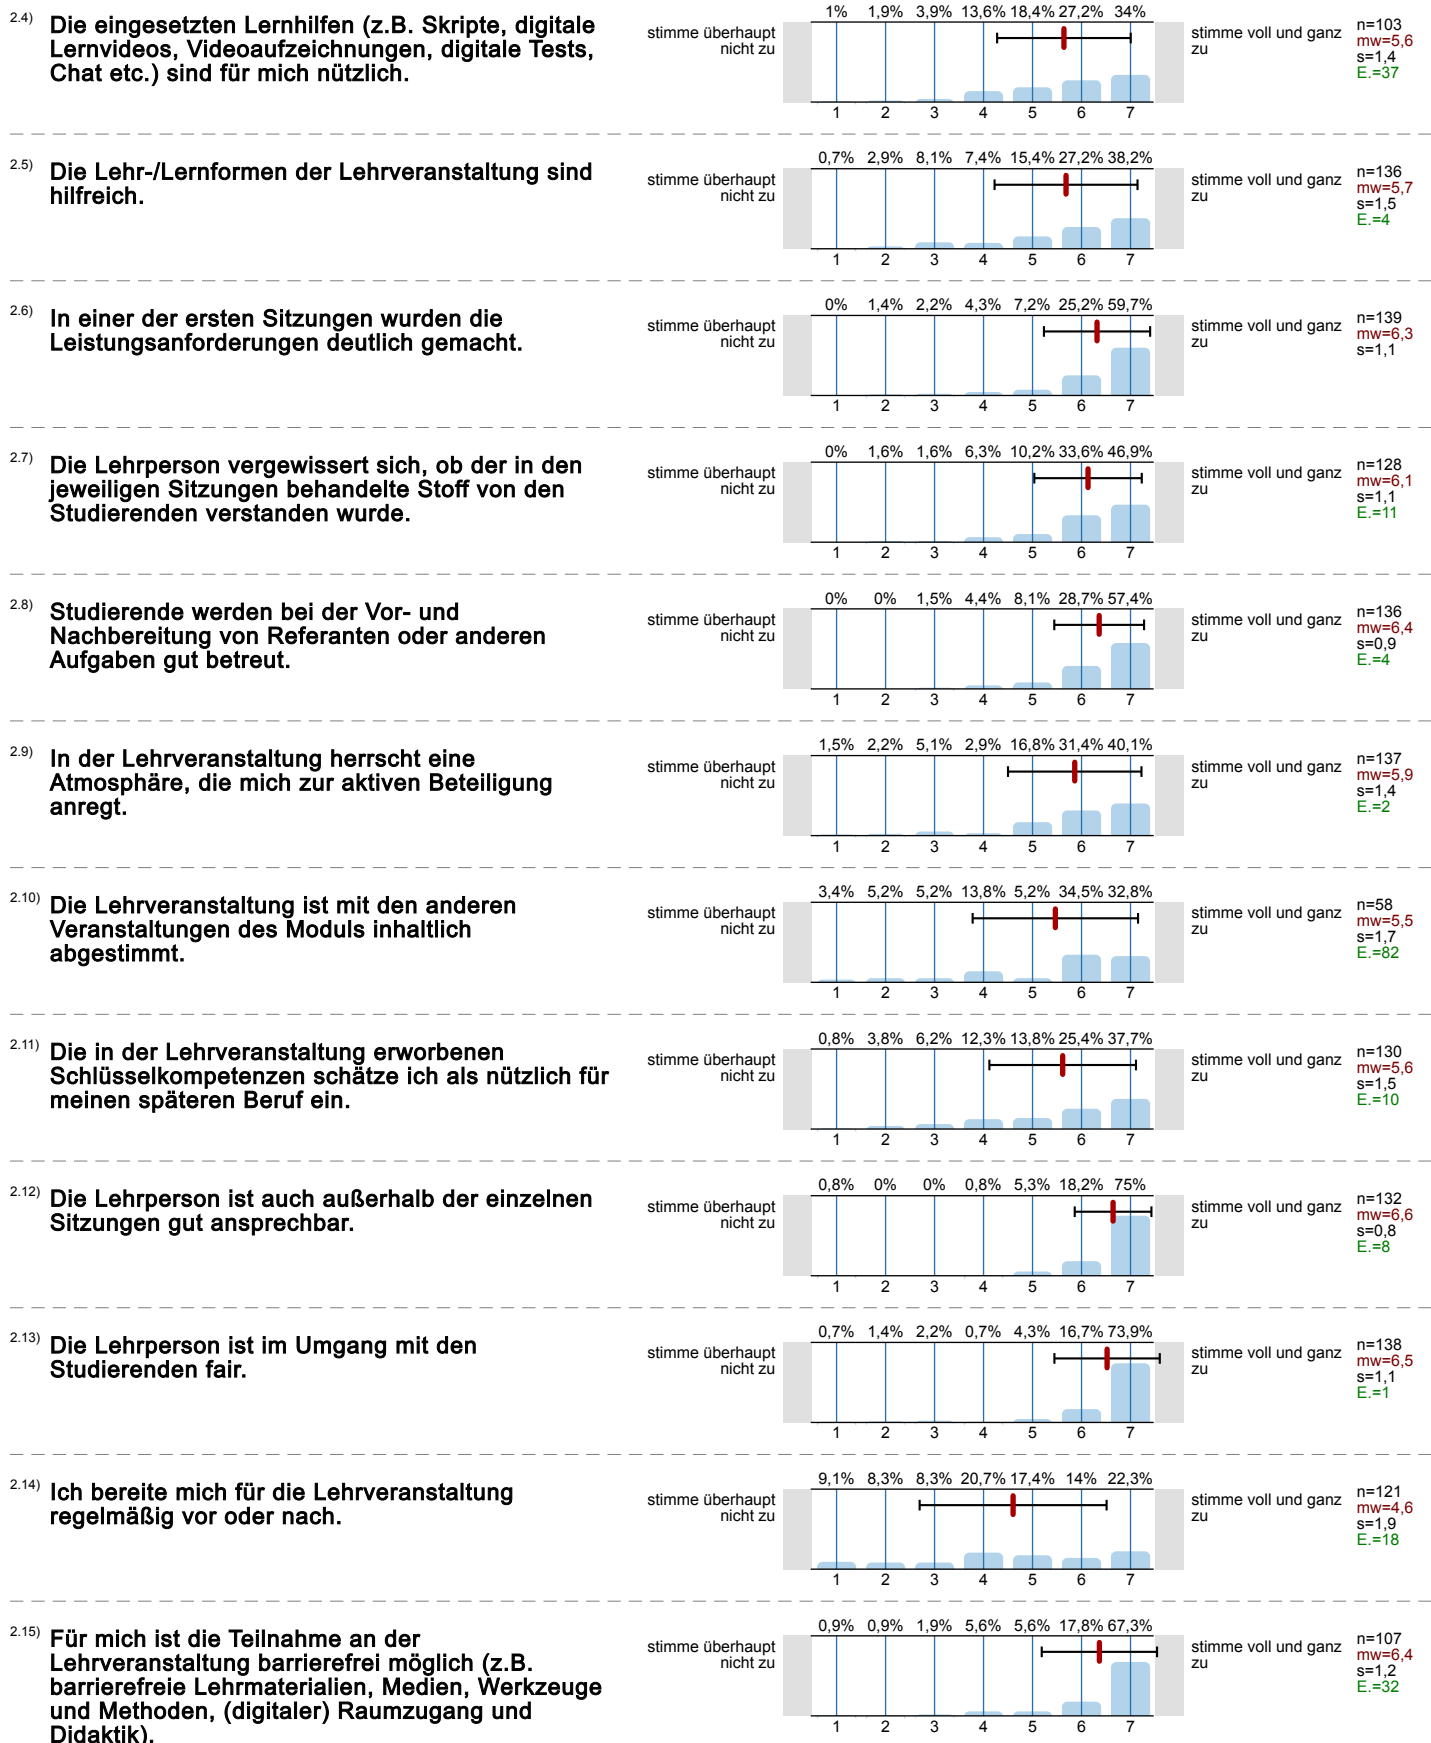 2.4) Die eingesetzten Lernhilfen (z.B. Skripte, digitale
Lernvideos, Videoaufzeichnungen, digitale Tests,
Chat etc.) sind für mich nützlich.
stimme überhaupt
nicht zu
1% 1,9% 3,9% 13,6% 18,4% 27,2% 34%
1 2 3 4 5 6 7
stimme voll und ganz
zu
n=103
mw=5,6
s=1,4
E.=37
2.5) Die Lehr-/Lernformen der Lehrveranstaltung sind
hilfreich.
stimme überhaupt
nicht zu
0,7% 2,9% 8,1% 7,4% 15,4% 27,2% 38,2%
1 2 3 4 5 6 7
stimme voll und ganz
zu
n=136
mw=5,7
s=1,5
E.=4
2.6) In einer der ersten Sitzungen wurden die
Leistungsanforderungen deutlich gemacht.
stimme überhaupt
nicht zu
0% 1,4% 2,2% 4,3% 7,2% 25,2% 59,7%
1 2 3 4 5 6 7
stimme voll und ganz
zu
n=139
mw=6,3
s=1,1
2.7) Die Lehrperson vergewissert sich, ob der in den
jeweiligen Sitzungen behandelte Stoff von den
Studierenden verstanden wurde.
stimme überhaupt
nicht zu
0% 1,6% 1,6% 6,3% 10,2% 33,6% 46,9%
1 2 3 4 5 6 7
stimme voll und ganz
zu
n=128
mw=6,1
s=1,1
E.=11
2.8) Studierende werden bei der Vor- und
Nachbereitung von Referanten oder anderen
Aufgaben gut betreut.
stimme überhaupt
nicht zu
0% 0% 1,5% 4,4% 8,1% 28,7% 57,4%
1 2 3 4 5 6 7
stimme voll und ganz
zu
n=136
mw=6,4
s=0,9
E.=4
2.9) In der Lehrveranstaltung herrscht eine
Atmosphäre, die mich zur aktiven Beteiligung
anregt.
stimme überhaupt
nicht zu
1,5% 2,2% 5,1% 2,9% 16,8% 31,4% 40,1%
1 2 3 4 5 6 7
stimme voll und ganz
zu
n=137
mw=5,9
s=1,4
E.=2
2.10) Die Lehrveranstaltung ist mit den anderen
Veranstaltungen des Moduls inhaltlich
abgestimmt.
stimme überhaupt
nicht zu
3,4% 5,2% 5,2% 13,8% 5,2% 34,5% 32,8%
1 2 3 4 5 6 7
stimme voll und ganz
zu
n=58
mw=5,5
s=1,7
E.=82
2.11) Die in der Lehrveranstaltung erworbenen
Schlüsselkompetenzen schätze ich als nützlich für
meinen späteren Beruf ein.
stimme überhaupt
nicht zu
0,8% 3,8% 6,2% 12,3% 13,8% 25,4% 37,7%
1 2 3 4 5 6 7
stimme voll und ganz
zu
n=130
mw=5,6
s=1,5
E.=10
2.12) Die Lehrperson ist auch außerhalb der einzelnen
Sitzungen gut ansprechbar.
stimme überhaupt
nicht zu
0,8% 0% 0% 0,8% 5,3% 18,2% 75%
1 2 3 4 5 6 7
stimme voll und ganz
zu
n=132
mw=6,6
s=0,8
E.=8
2.13) Die Lehrperson ist im Umgang mit den
Studierenden fair.
stimme überhaupt
nicht zu
0,7% 1,4% 2,2% 0,7% 4,3% 16,7% 73,9%
1 2 3 4 5 6 7
stimme voll und ganz
zu
n=138
mw=6,5
s=1,1
E.=1
2.14) Ich bereite mich für die Lehrveranstaltung
regelmäßig vor oder nach.
stimme überhaupt
nicht zu
9,1% 8,3% 8,3% 20,7% 17,4% 14% 22,3%
1 2 3 4 5 6 7
stimme voll und ganz
zu
n=121
mw=4,6
s=1,9
E.=18
2.15) Für mich ist die Teilnahme an der
Lehrveranstaltung barrierefrei möglich (z.B.
barrierefreie Lehrmaterialien, Medien, Werkzeuge
und Methoden, (digitaler) Raumzugang und
Didaktik).
stimme überhaupt
nicht zu
0,9% 0,9% 1,9% 5,6% 5,6% 17,8% 67,3%
1 2 3 4 5 6 7
stimme voll und ganz
zu
n=107
mw=6,4
s=1,2
E.=32